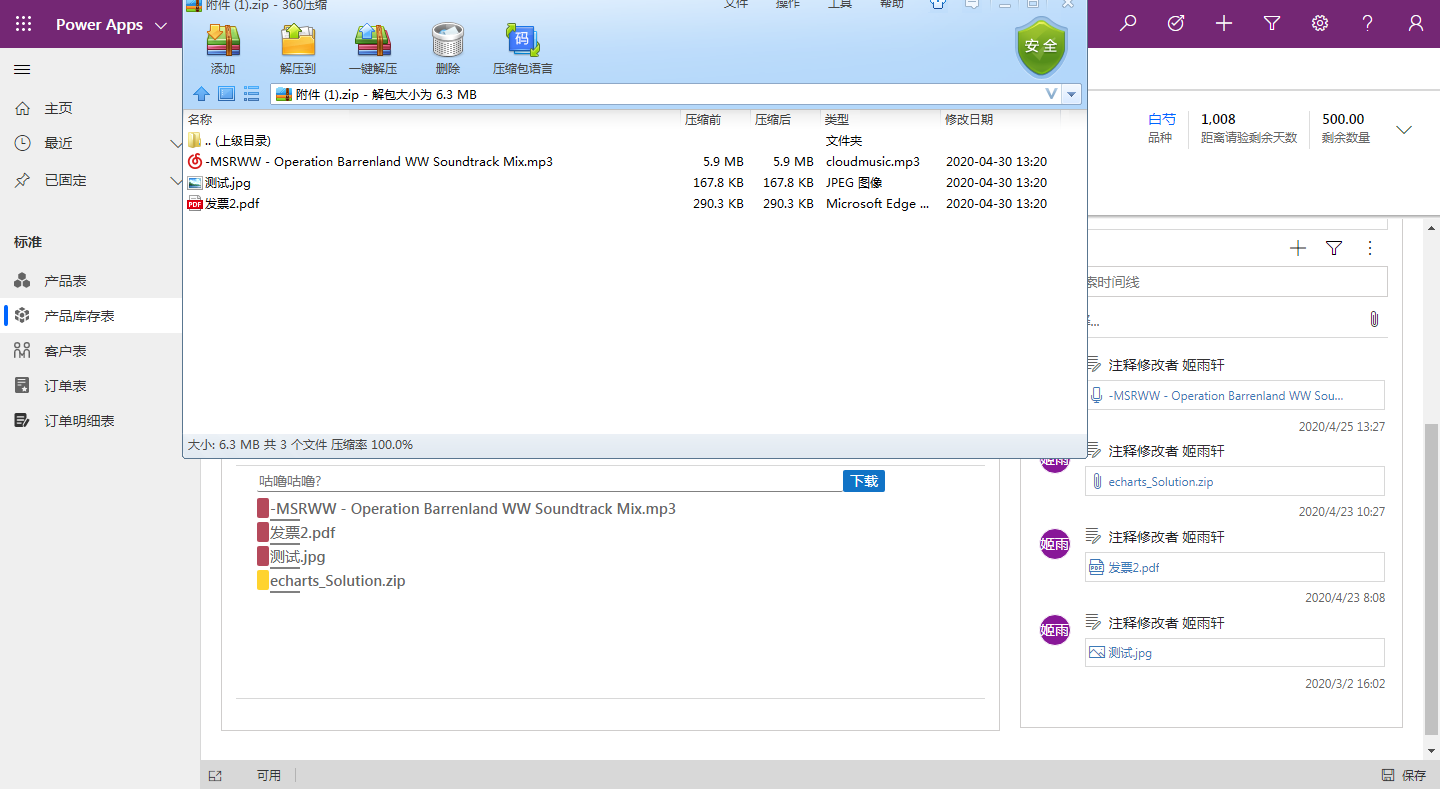 附件 (1).zip - 360压缩
文件 操作 工具 帮助
Power Apps
添加 解压到 一键解压 删除 压缩包语言
码
安全
附件 (1).zip - 解包大小为 6.3 MB
名称 压缩前 压缩后 类型 修改日期
.. (上级目录) 文件夹
-MSRWW - Operation Barrenland WW Soundtrack Mix.mp3 5.9 MB 5.9 MB cloudmusic.mp3 2020-04-30 13:20
测试.jpg 167.8 KB 167.8 KB JPEG 图像 2020-04-30 13:20
PDF 发票2.pdf 290.3 KB 290.3 KB Microsoft Edge ... 2020-04-30 13:20
大小: 6.3 MB 共 3 个文件 压缩率 100.0%
主页
最近
已固定
标准
产品表
产品库存表
客户表
订单表
订单明细表
白芍 1,008 500.00
品种 距离请验剩余天数 剩余数量
索时间线
...
注释修改者 姬雨轩
-MSRWW - Operation Barrenland WW Sou...
2020/4/25 13:27
姬雨 注释修改者 姬雨轩
echarts_Solution.zip
2020/4/23 10:27
姬雨 注释修改者 姬雨轩
PDF 发票2.pdf
2020/4/23 8:08
姬雨 注释修改者 姬雨轩
测试.jpg
2020/3/2 16:02
咕噜咕噜? 下载
-MSRWW - Operation Barrenland WW Soundtrack Mix.mp3
发票2.pdf
测试.jpg
echarts_Solution.zip
可用
保存